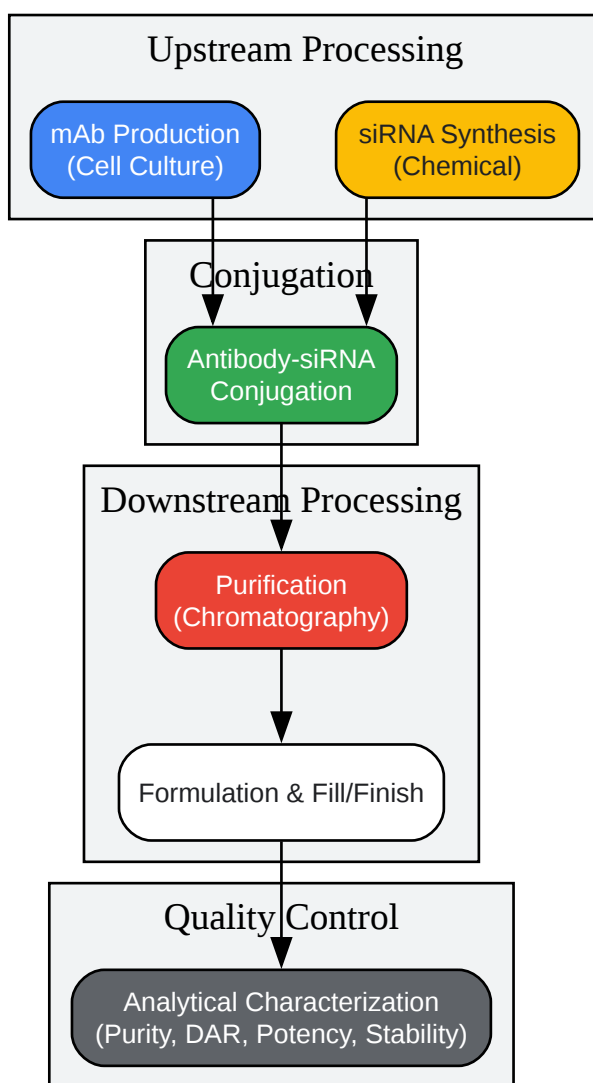 Upstream Processing
mAb Production
(Cell Culture)
siRNA Synthesis
(Chemical)
Conjugation
Antibody-siRNA
Conjugation
Downstream Processing
Purification
(Chromatography)
Formulation & Fill/Finish
Quality Control
Analytical Characterization
(Purity, DAR, Potency, Stability)